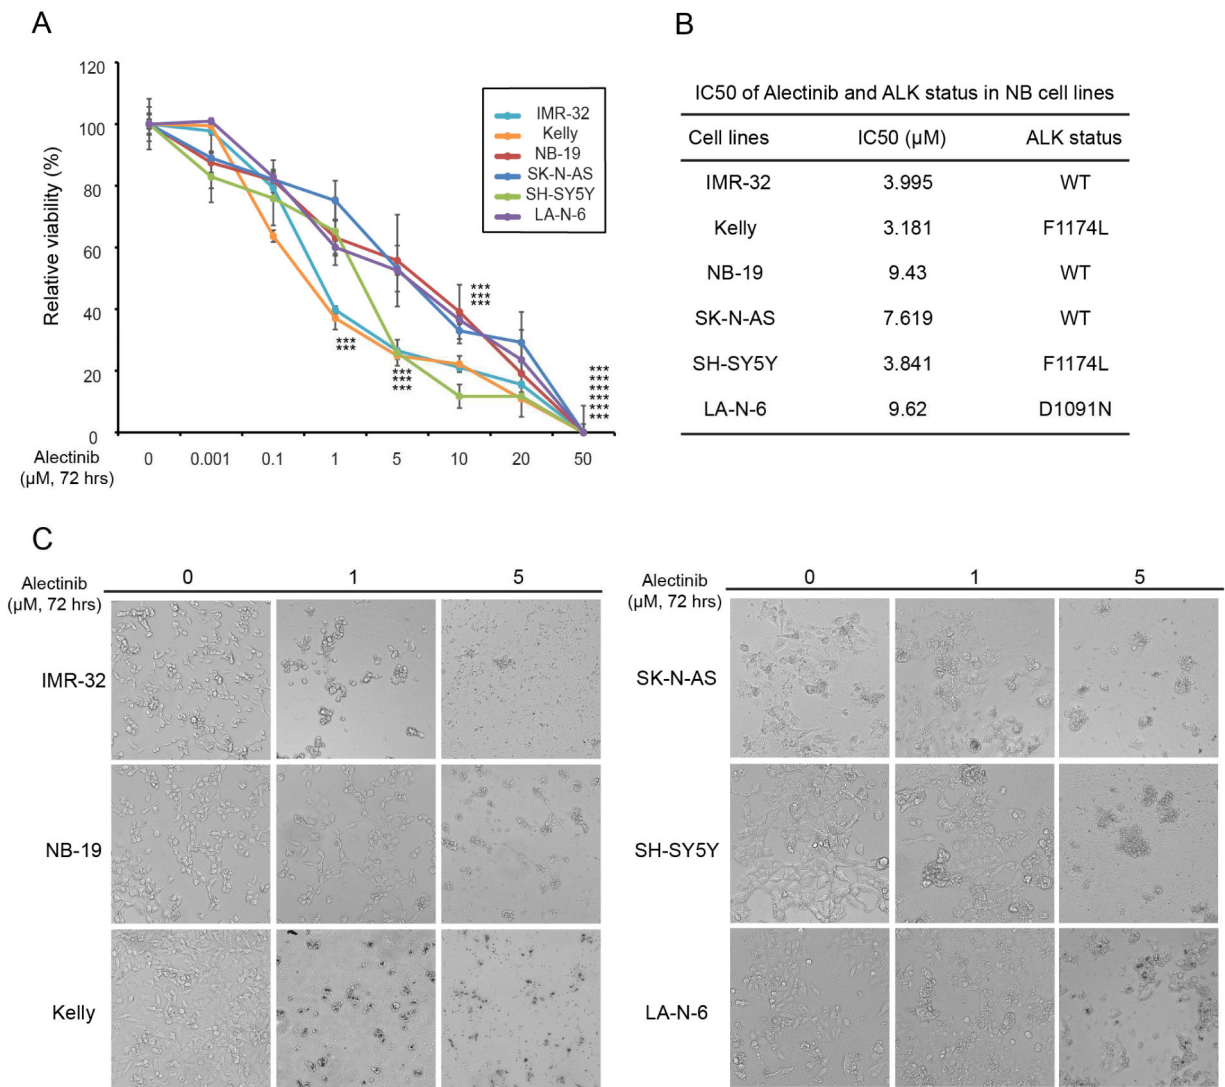 A
120
100
80
60
40
20
0
Relative viability (%)
IMR-32
Kelly
NB-19
SK-N-AS
SH-SY5Y
LA-N-6
***
***
***
***
***
***
***
***
***
***
***
***
***
***
Alectinib
(μM, 72 hrs)
0 0.001 0.1 1 5 10 20 50
B
IC50 of Alectinib and ALK status in NB cell lines
Cell lines IC50 (μM) ALK status
IMR-32 3.995 WT
Kelly 3.181 F1174L
NB-19 9.43 WT
SK-N-AS 7.619 WT
SH-SY5Y 3.841 F1174L
LA-N-6 9.62 D1091N
C
Alectinib
(μM, 72 hrs)
0 1 5
IMR-32
NB-19
Kelly
Alectinib
(μM, 72 hrs)
0 1 5
SK-N-AS
SH-SY5Y
LA-N-6